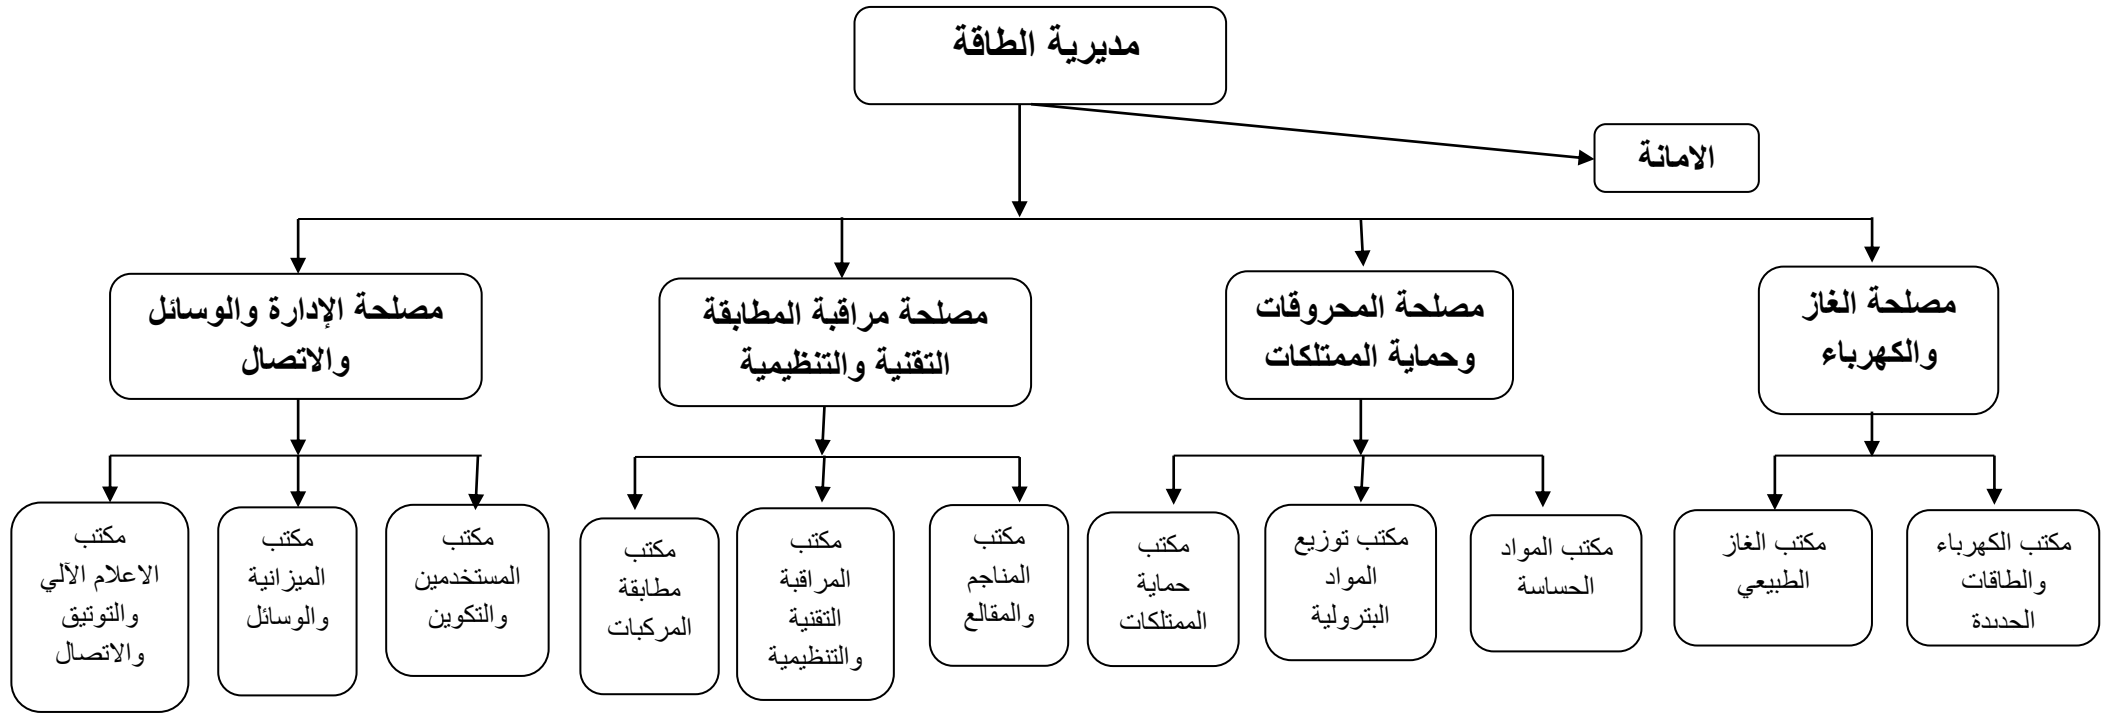 مديرية الطاقة
الامانة
مصلحة الغاز
والكهرباء
مصلحة المحروقات
وحماية الممتلكات
مصلحة مراقبة المطابقة
التقنية والتنظيمية
مصلحة الإدارة والوسائل
والاتصال
مكتب الكهرباء
والطاقات
الجديدة
مكتب الغاز
الطبيعي
مكتب المواد
الحساسة
مكتب توزيع
المواد
البترولية
مكتب
حماية
الممتلكات
مكتب
المناجم
والمقالع
مكتب
المراقبة
التقنية
والتنظيمية
مكتب
مطابقة
المركبات
مكتب
المستخدمين
والتكوين
مكتب
الميزانية
والوسائل
مكتب
الاعلام الآلي
والتوثيق
والاتصال